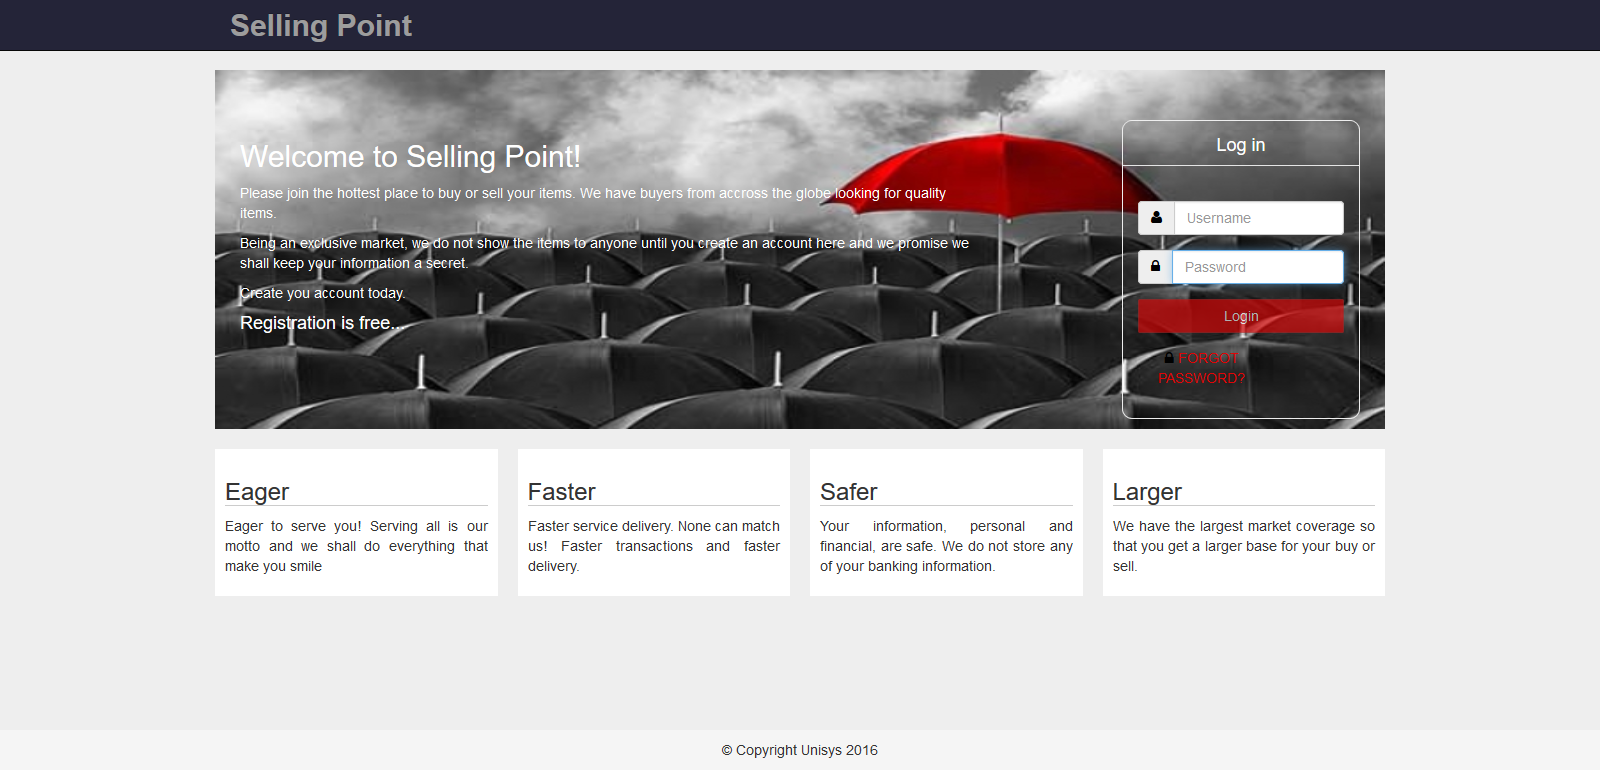 Selling Point
Welcome to Selling Point!
Please join the hottest place to buy or sell your items. We have buyers from accross the globe looking for quality
items.
Being an exclusive market, we do not show the items to anyone until you create an account here and we promise we
shall keep your information a secret.
Create you account today.
Registration is free...
Log in
Username
Password
Login
FORGOT
PASSWORD?
Eager
Eager to serve you! Serving all is our
motto and we shall do everything that
make you smile
Faster
Faster service delivery. None can match
us! Faster transactions and faster
delivery.
Safer
Your information, personal and
financial, are safe. We do not store any
of your banking information.
Larger
We have the largest market coverage so
that you get a larger base for your buy or
sell.
© Copyright Unisys 2016